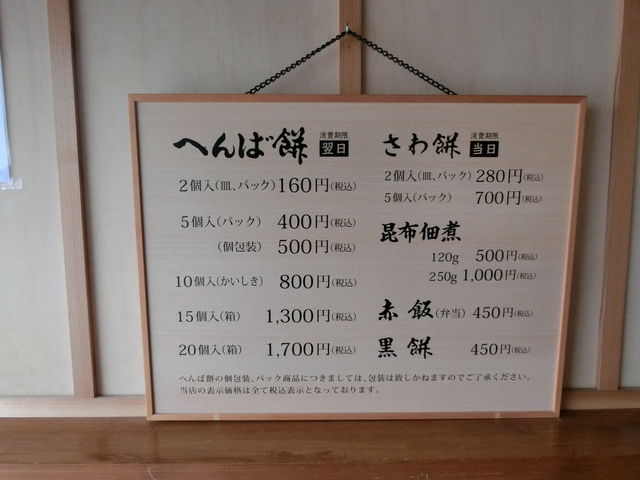 へんば餅 消費期限 翌日
2個入(皿、パック) 160円(税込)
5個入(パック) 400円(税込)
(個包装) 500円(税込)
10個入(かいしき) 800円(税込)
15個入(箱) 1,300円(税込)
20個入(箱) 1,700円(税込)
さわ餅 消費期限 当日
2個入(皿、パック) 280円(税込)
5個入(パック) 700円(税込)
昆布佃煮
120g 500円(税込)
250g 1,000円(税込)
赤飯(弁当) 450円(税込)
黒餅 450円(税込)
へんば餅の個包装、パック商品につきましては、包装は致しかねますのでご了承ください。
当店の表示価格は全て税込表示となっております。